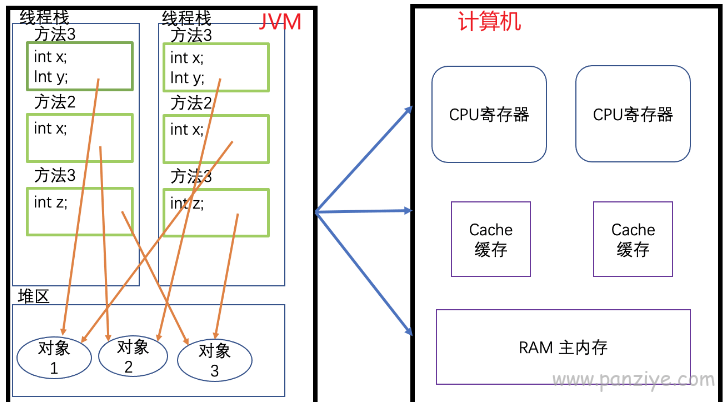 线程栈
线程栈
JVM
方法3
方法3
int x;
Int y;
int x;
Int y;
方法2
方法2
int x;
int x;
方法3
方法3
int z;
int z;
堆区
对象
1
对象
2
对象
3
计算机
CPU寄存器
CPU寄存器
Cache
缓存
Cache
缓存
RAM 主内存
www.panziye.com